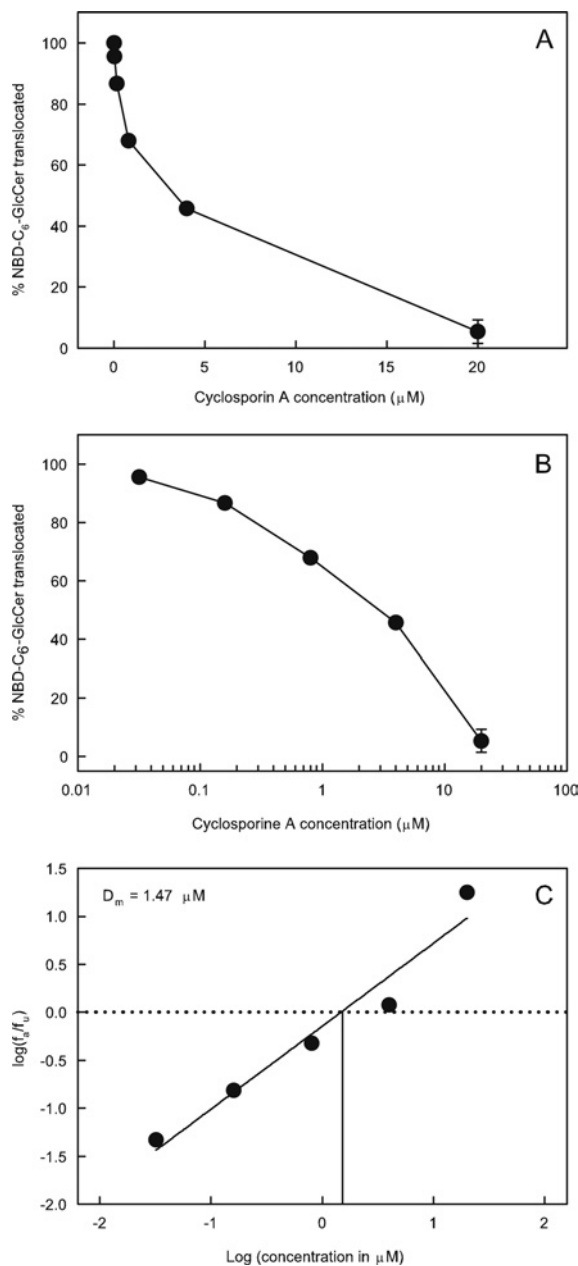 A
% NBD-C6-GlcCer translocated
100
80
60
40
20
0
0 5 10 15 20
Cyclosporin A concentration (μM)
B
% NBD-C6-GlcCer translocated
100
80
60
40
20
0
0.01 0.1 1 10 100
Cyclosporine A concentration (μM)
C
Dm = 1.47 μM
log(fa/fu)
1.5
1.0
0.5
0.0
-0.5
-1.0
-1.5
-2.0
-2 -1 0 1 2
Log (concentration in μM)